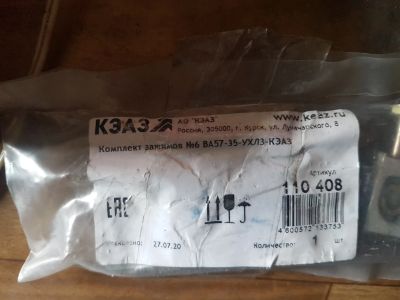 КЭАЗ
АО "КЭАЗ"
www.keaz.ru
Россия, 305000, г. Курск, ул. Луначарского, 8
Комплект зажимов №6 ВА57-35-УХЛ3-КЭАЗ
Артикул
110 408
ЕАС
4 600572 133753
27.07.20
Количество: 1 шт.